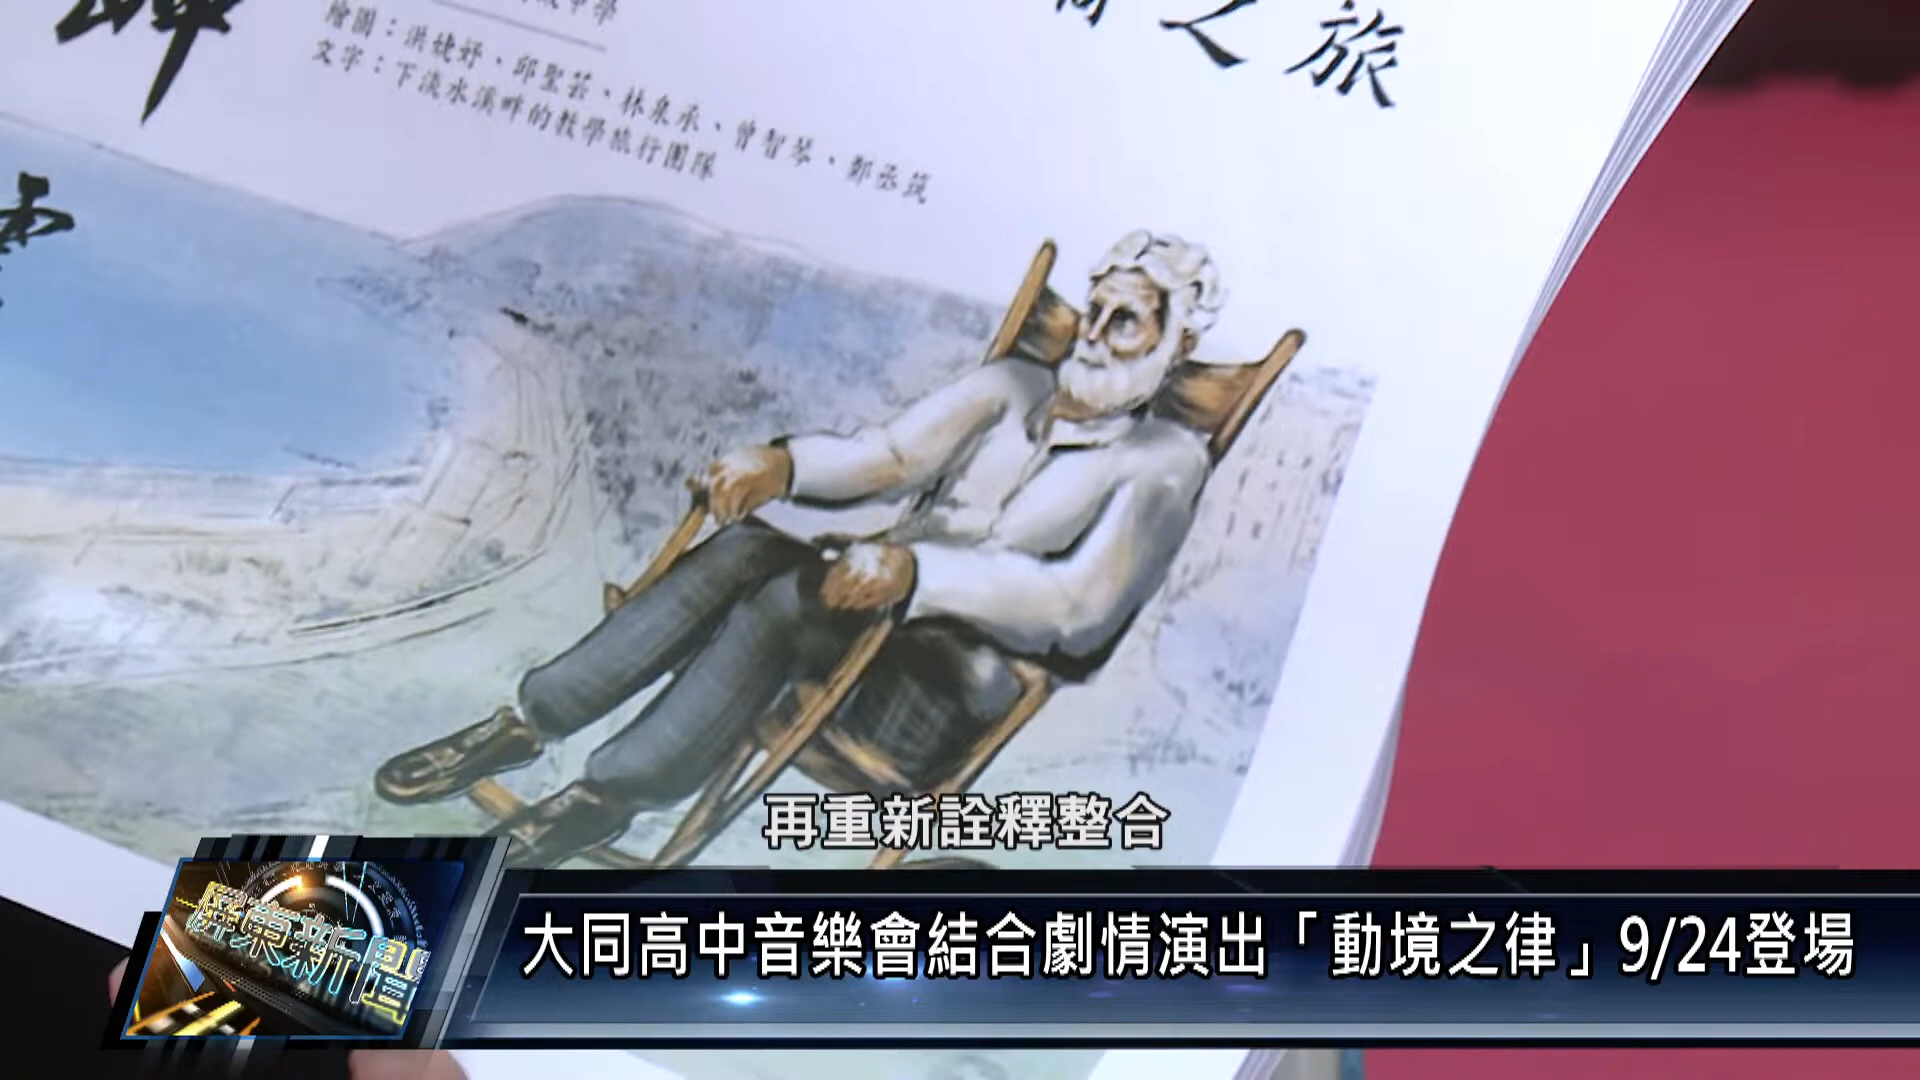 之旅
繪圖：洪婕妤、邱聖芸、林泉承、曾智琴、鄭丞筑
文字：下淡水溪畔的教學旅行團隊
再重新詮釋整合
屏東新聞
大同高中音樂會結合劇情演出「動境之律」9/24登場